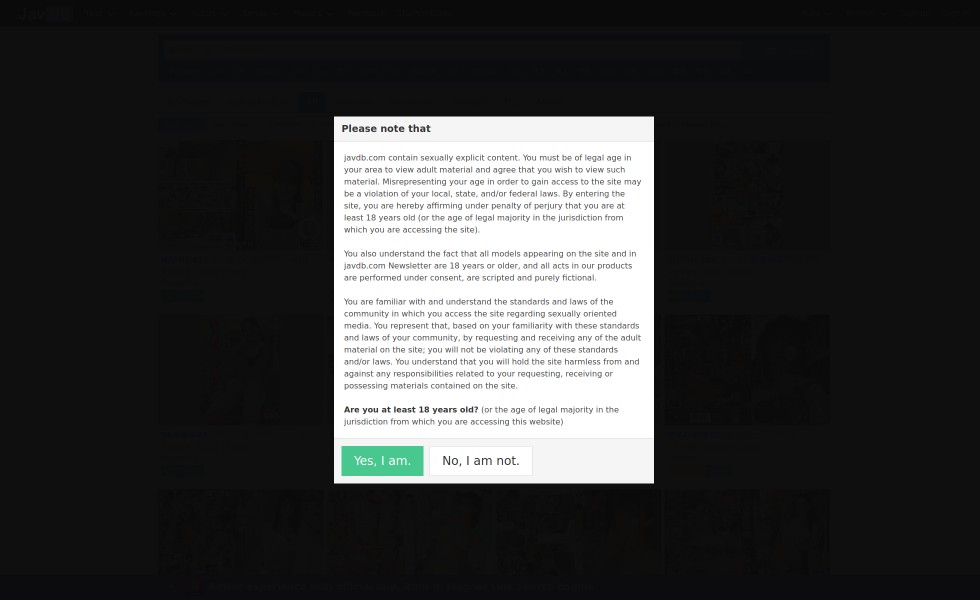 Please note that
javdb.com contain sexually explicit content. You must be of legal age in
your area to view adult material and agree that you wish to view such
material. Misrepresenting your age in order to gain access to the site may
be a violation of your local, state, and/or federal laws. By entering the
site, you are hereby affirming under penalty of perjury that you are at
least 18 years old (or the age of legal majority in the jurisdiction from
which you are accessing the site).
You also understand the fact that all models appearing on the site and in
javdb.com Newsletter are 18 years or older, and all acts in our products
are performed under consent, are scripted and purely fictional.
You are familiar with and understand the standards and laws of the
community in which you access the site regarding sexually oriented
media. You represent that, based on your familiarity with these standards
and laws of your community, by requesting and receiving any of the adult
material on the site; you will not be violating any of these standards
and/or laws. You understand that you will hold the site harmless from and
against any responsibilities related to your requesting, receiving or
possessing materials contained on the site.
Are you at least 18 years old? (or the age of legal majority in the
jurisdiction from which you are accessing this website)
Yes, I am.
No, I am not.